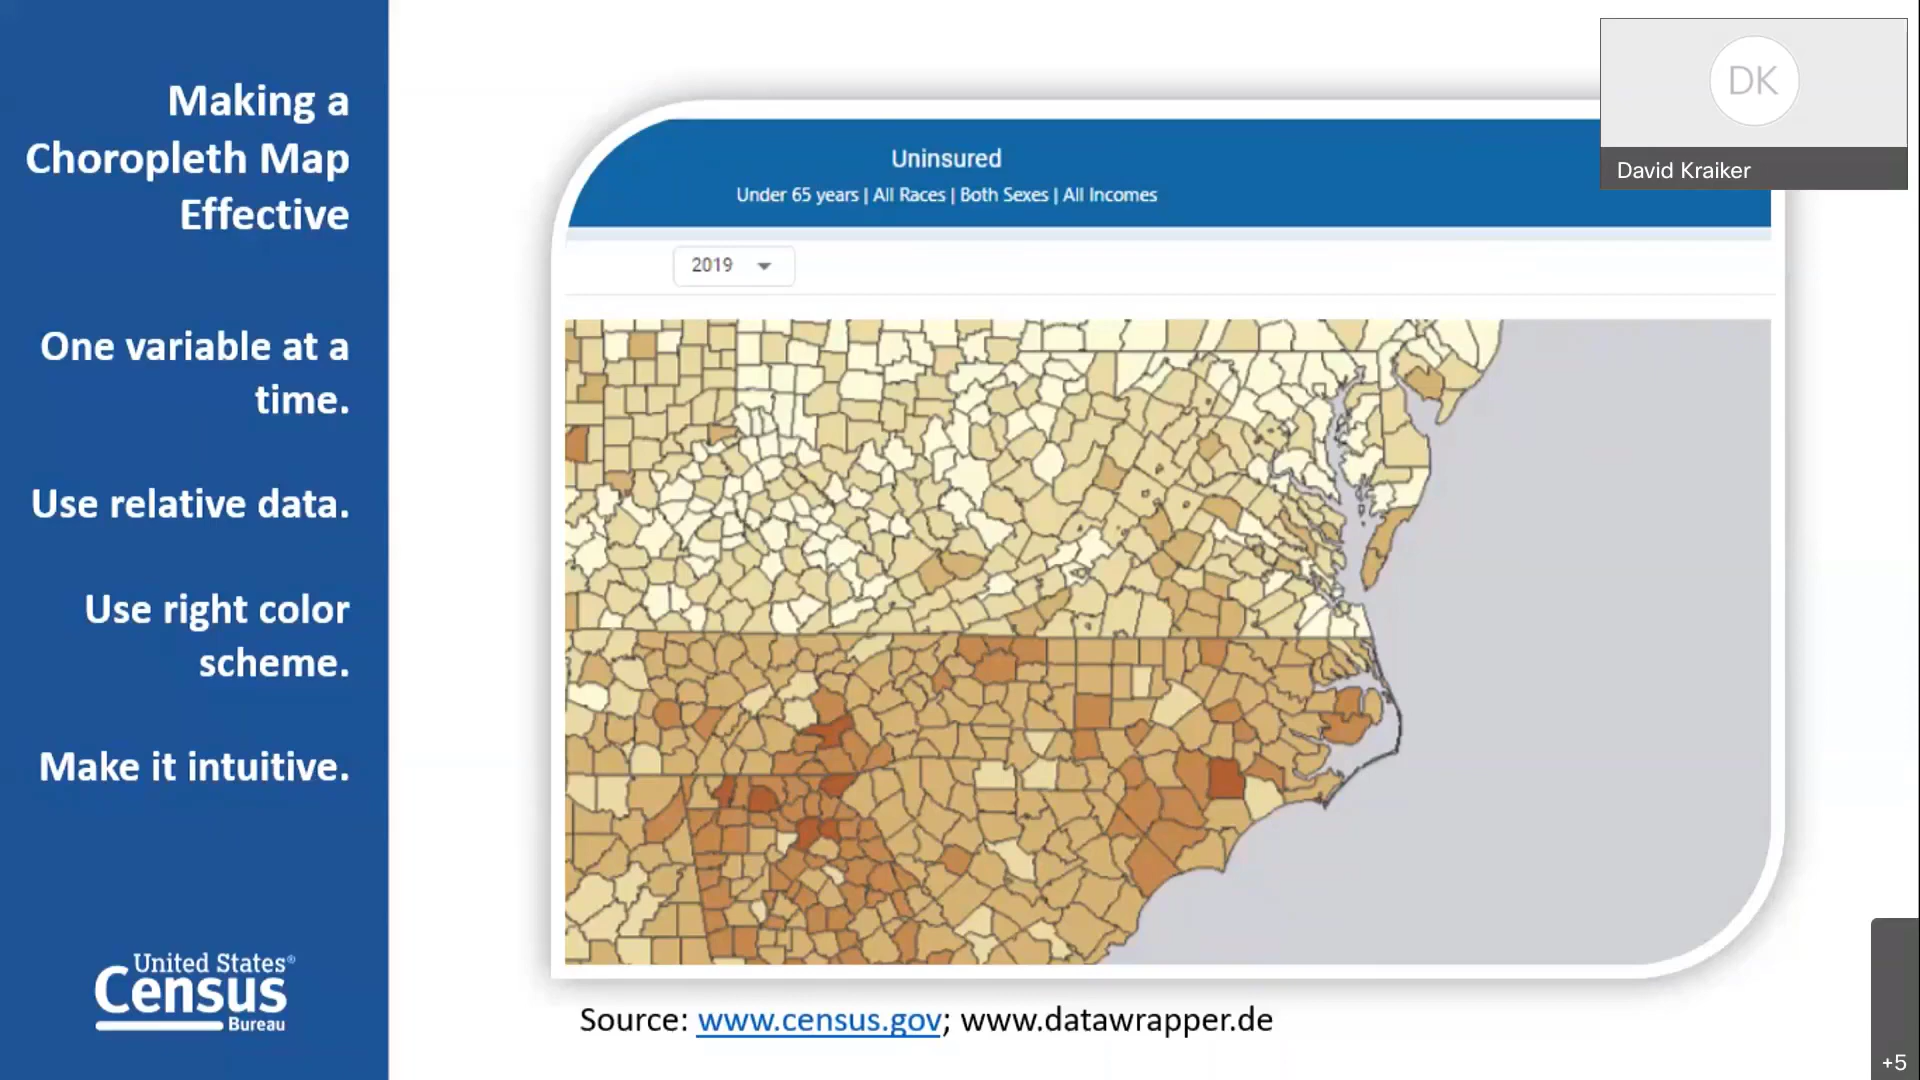 Making a
Choropleth Map
Effective
One variable at a
time.
Use relative data.
Use right color
scheme.
Make it intuitive.
United States®
Census
Bureau
Uninsured
Under 65 years | All Races | Both Sexes | All Incomes
2019
Source: www.census.gov; www.datawrapper.de
DK
David Kraiker
+5